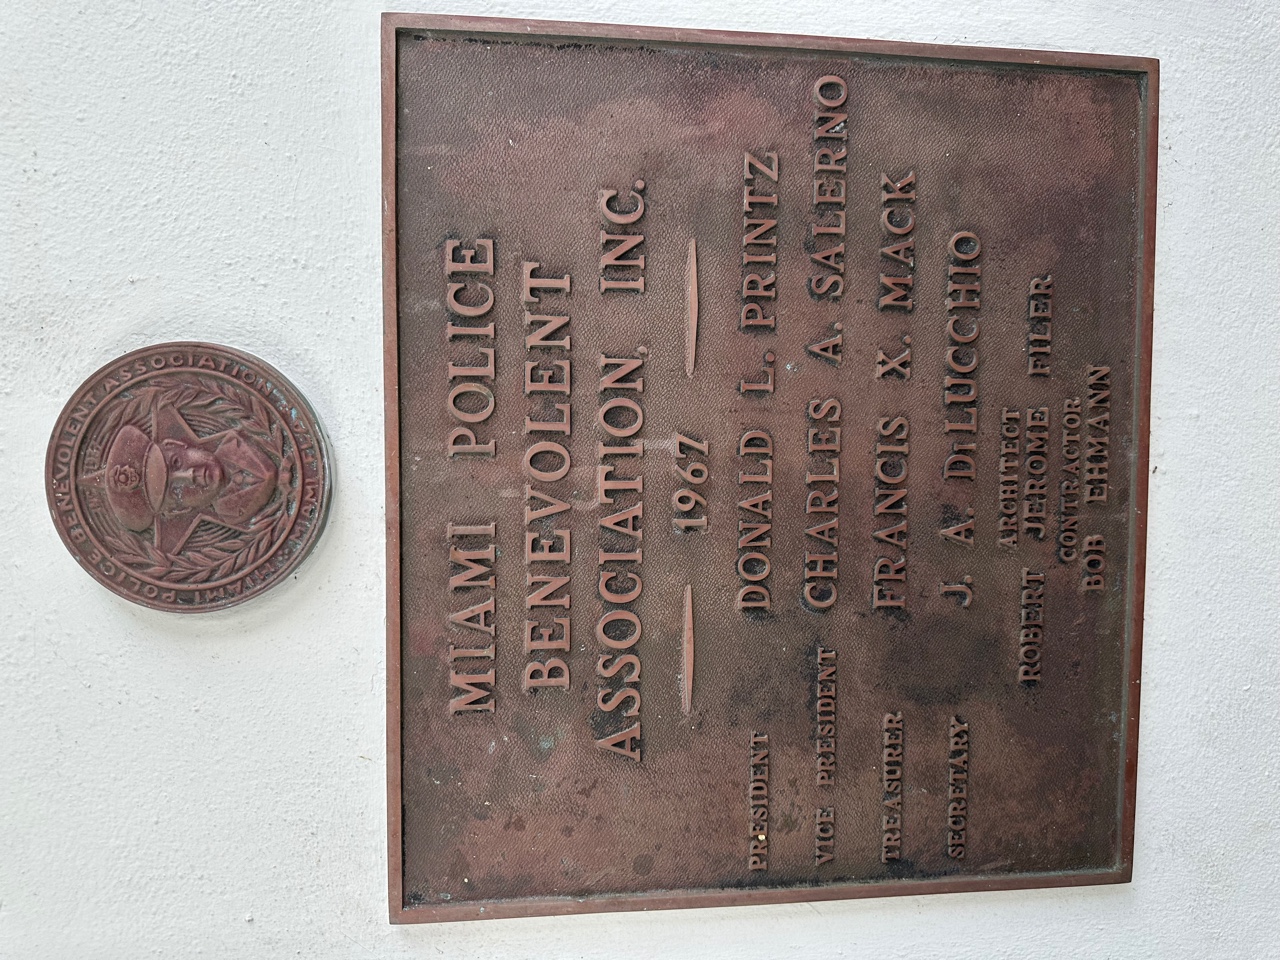 MIAMI POLICE BENEVOLENT ASSOCIATION
MIAMI POLICE
BENEVOLENT
ASSOCIATION, INC.
1967
PRESIDENT DONALD L. PRINTZ
VICE PRESIDENT CHARLES A. SALERNO
TREASURER FRANCIS X. MACK
SECRETARY J. A. DiLUCCHIO
ARCHITECT
ROBERT JEROME FILER
CONTRACTOR
BOB EHMANN